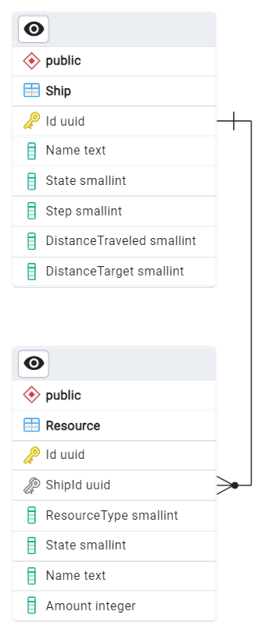 public
Ship
Id uuid
Name text
State smallint
Step smallint
DistanceTraveled smallint
DistanceTarget smallint
public
Resource
Id uuid
ShipId uuid
ResourceType smallint
State smallint
Name text
Amount integer